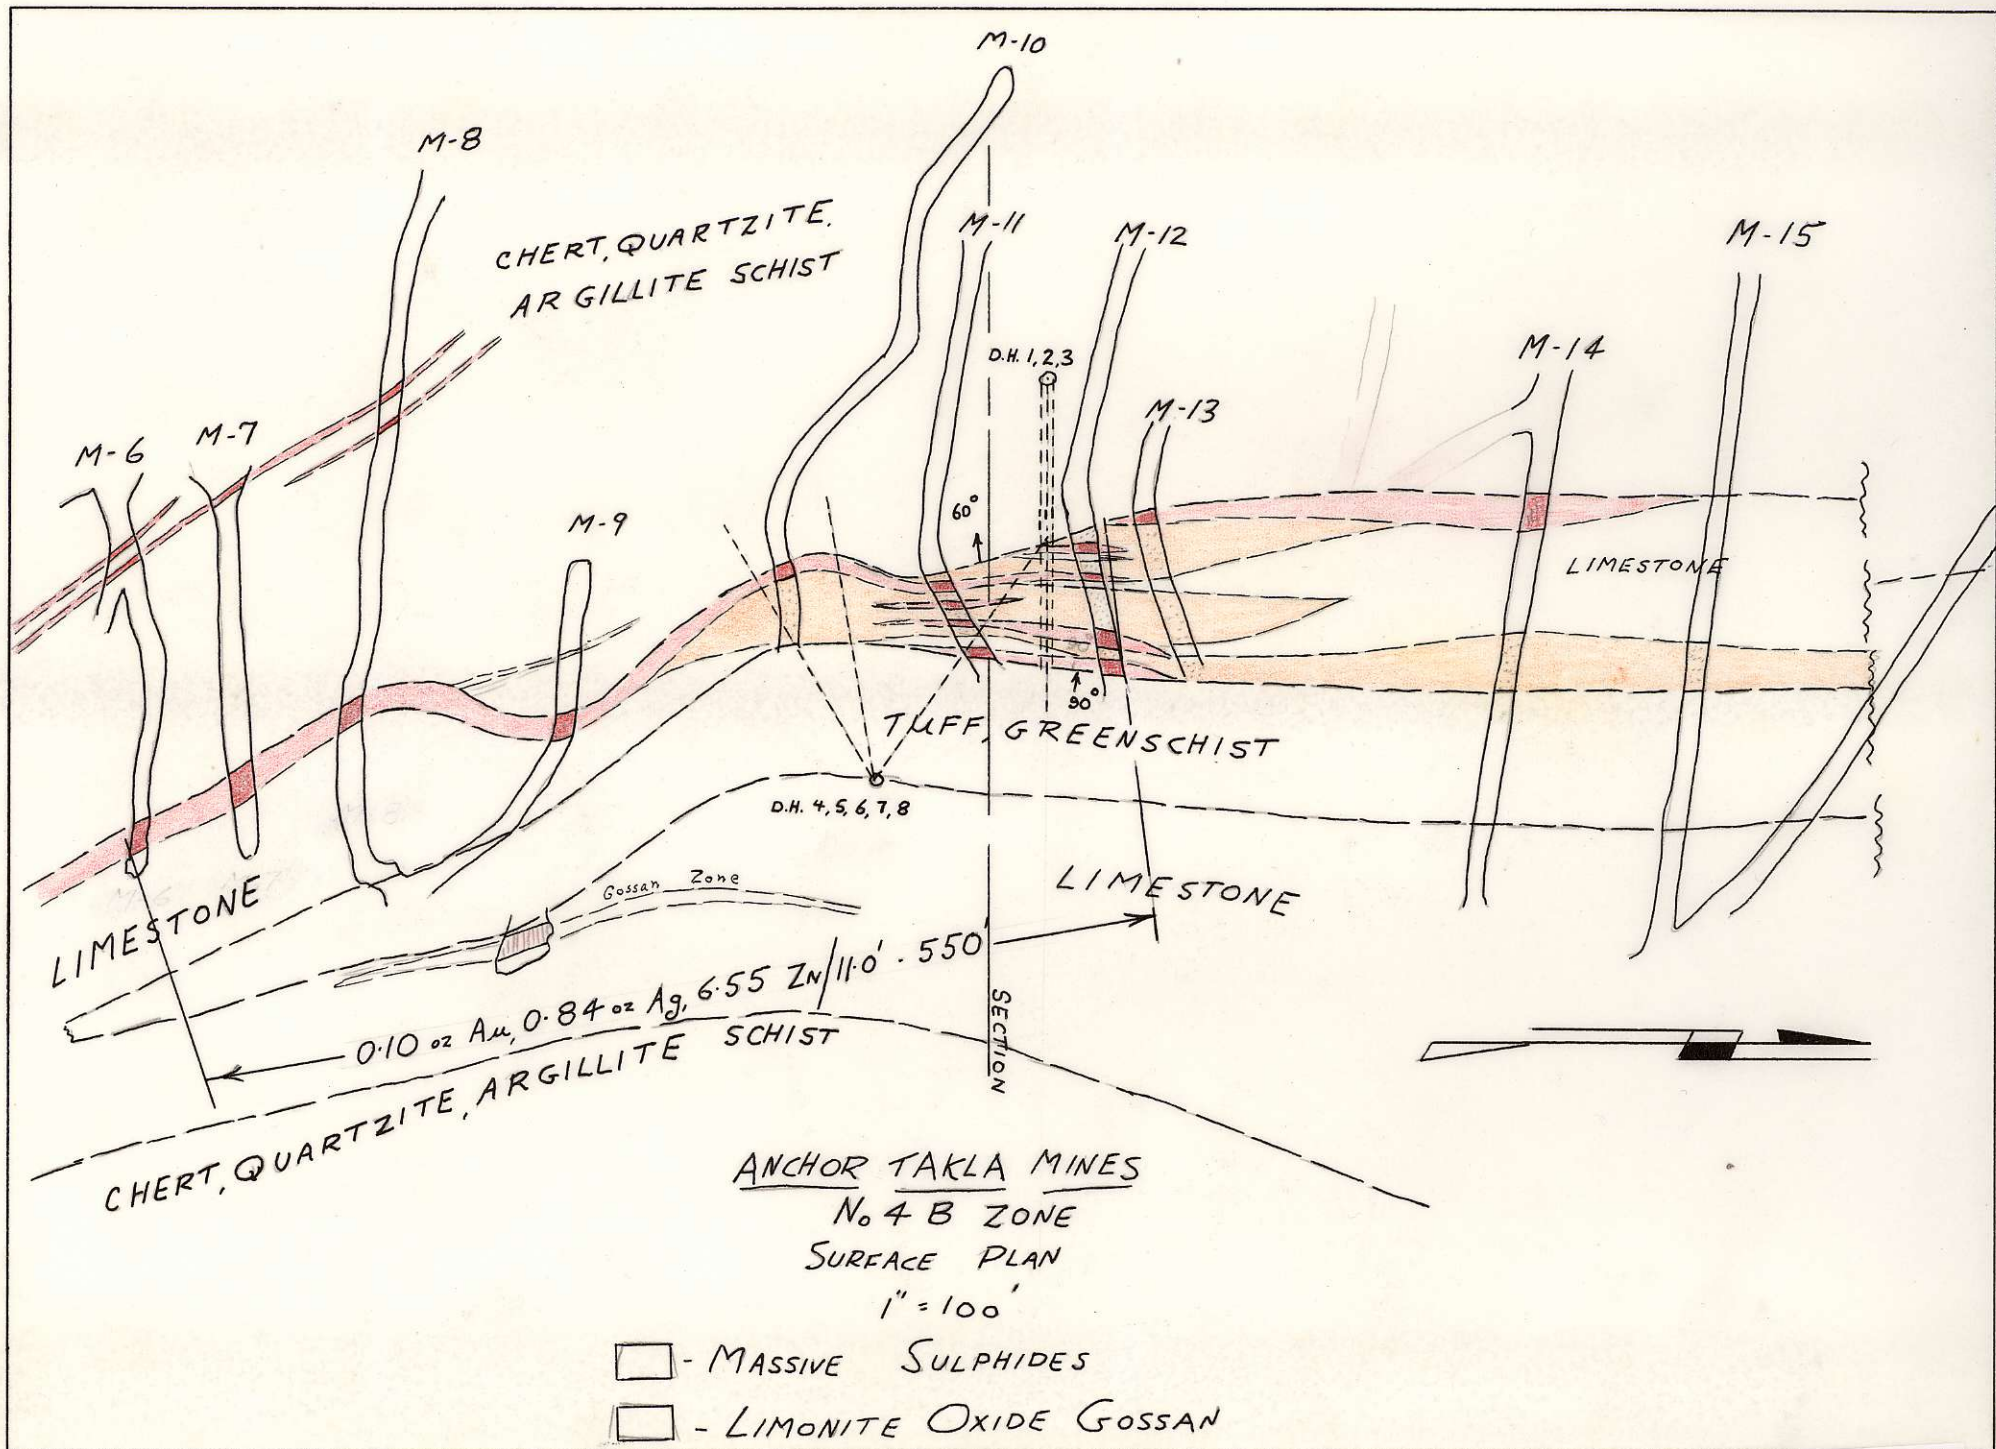 M-10
M-8
CHERT, QUARTZITE.
ARGILLITE SCHIST
M-11
M-12
M-15
D.H. 1, 2, 3
M-14
M-13
M-6
M-7
M-9
60°
LIMESTONE
90°
TUFF, GREENSCHIST
D.H. 4, 5, 6, 7, 8
Gossan Zone
LIMESTONE
LIMESTONE
0.10 oz Au, 0.84 oz Ag, 6.55 ZN/11.0' - 550'
SECTION
CHERT, QUARTZITE, ARGILLITE SCHIST
ANCHOR TAKLA MINES
No 4 B ZONE
SURFACE PLAN
1" = 100'
- MASSIVE SULPHIDES
- LIMONITE OXIDE GOSSAN